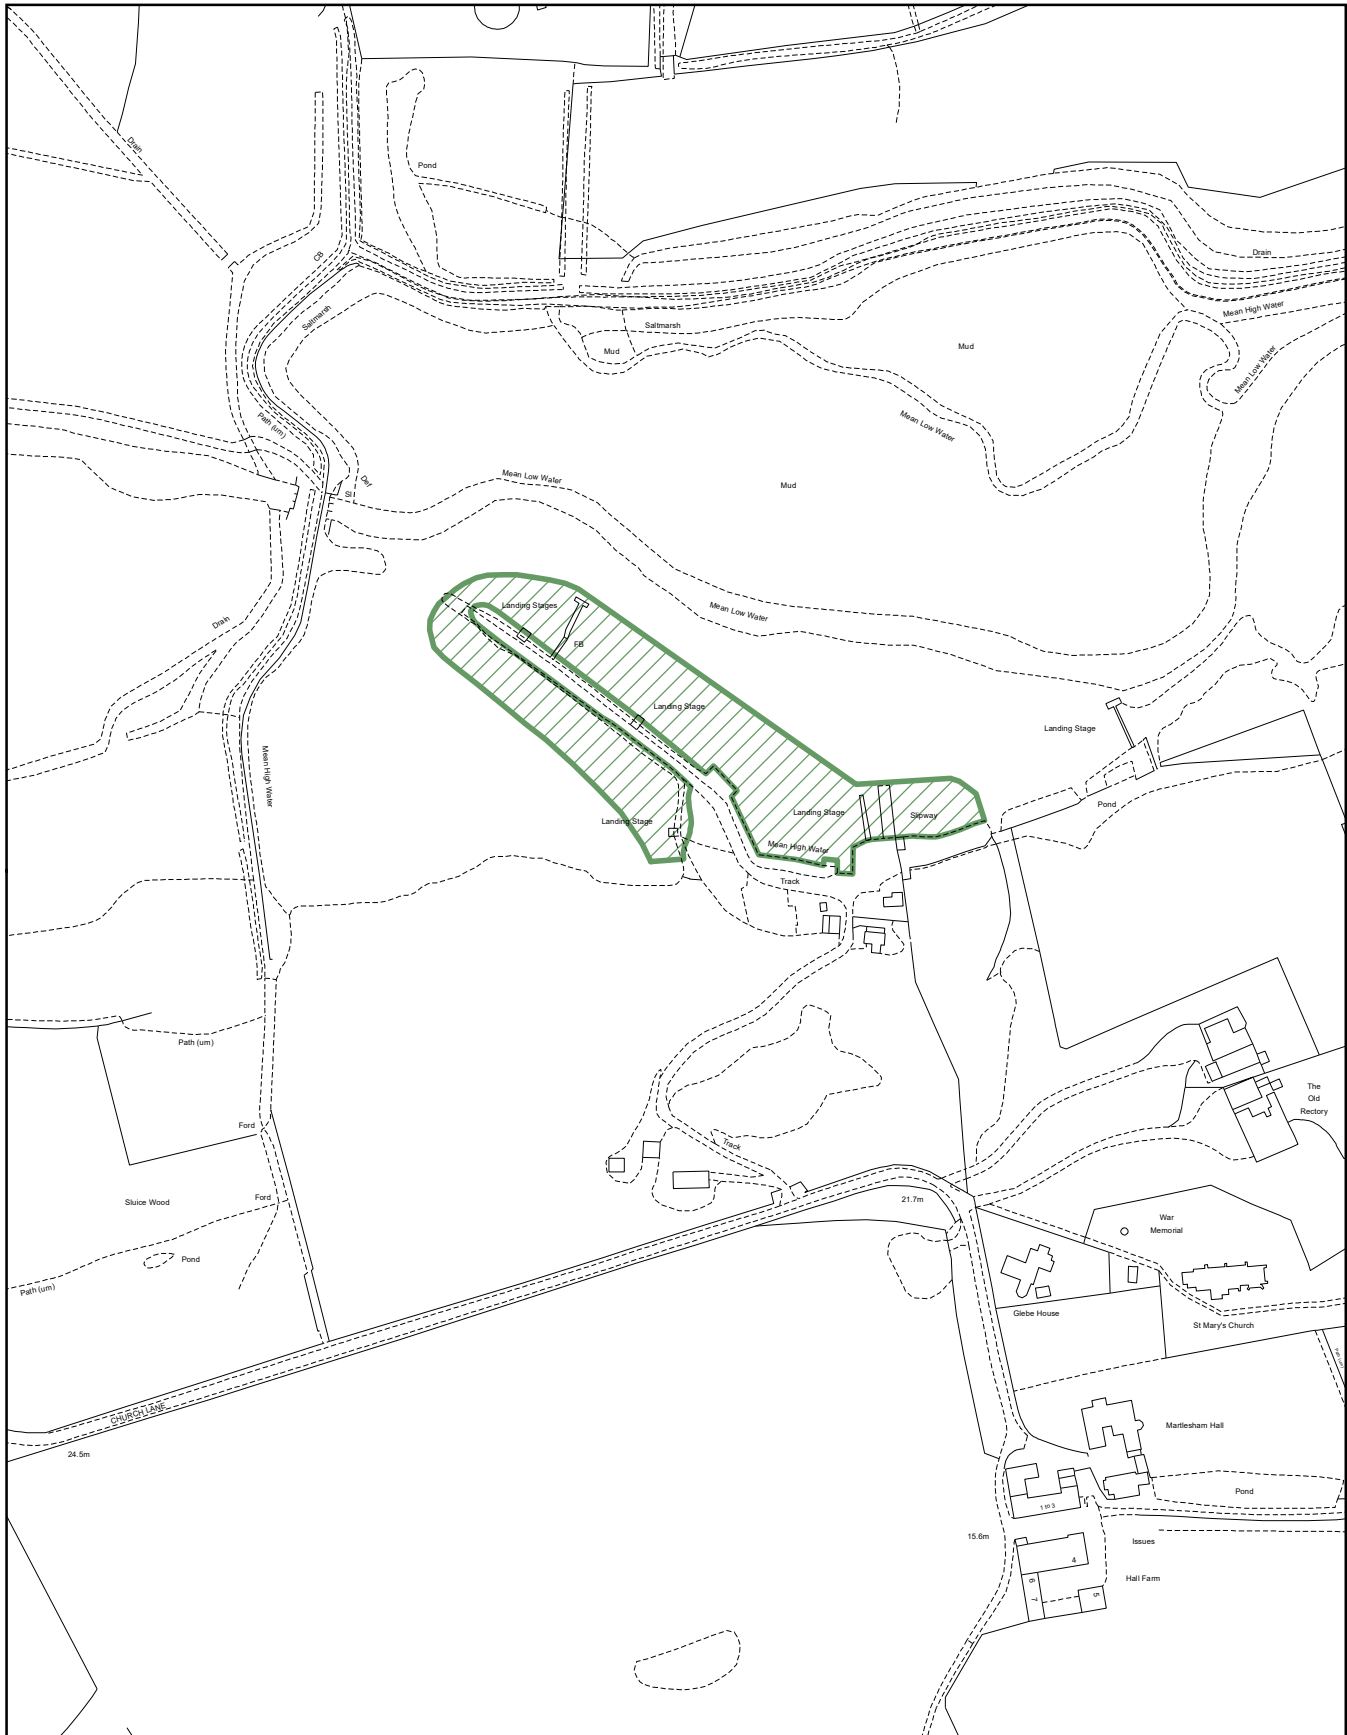 Drain
Pond
CB
Drain
Saltmarsh
Mean High Water
Saltmarsh
Mud
Mud
Mean Low Water
Path (um)
Mean Low Water
Def
Mean Low Water
Mud
Sl
Landing Stages
Mean Low Water
Drain
FB
Landing Stage
Landing Stage
Mean High Water
Pond
Landing Stage
Landing Stage
Slipway
Mean High Water
Track
Path (um)
The
Old
Rectory
Ford
Track
Ford
Sluice Wood
21.7m
War
Memorial
Pond
Path (um)
Glebe House
St Mary's Church
Path (um)
CHURCH LANE
24.5m
Martlesham Hall
Pond
1 to 3
15.6m
Issues
4
Hall Farm
6
7
5